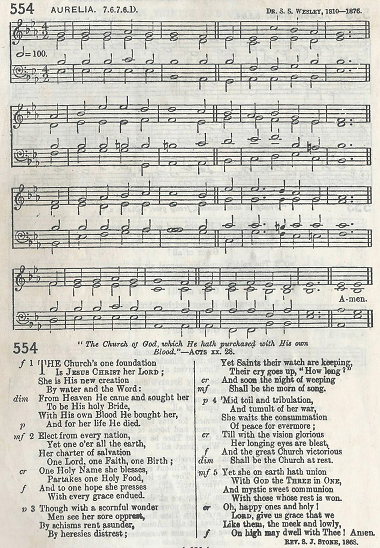 554 AURELIA. 7.6.7.6.D. DR. S. S. WESLEY, 1810—1876.
=100.
A-men.
554
"The Church of God, which He hath purchased with His own
Blood."—ACTS xx. 28.
f 1 THE Church's one foundation
Is JESUS CHRIST her LORD;
She is His new creation
By water and the Word:
dim From Heaven He came and sought her
To be His holy Bride,
With His own Blood He bought her,
p And for her life He died.
mf 2 Elect from every nation,
Yet one o'er all the earth,
Her charter of salvation
One Lord, one Faith, one Birth;
cr One Holy Name she blesses,
Partakes one Holy Food,
f And to one hope she presses
With every grace endued.
p 3 Though with a scornful wonder
Men see her sore opprest,
By schisms rent asunder,
By heresies distrest;
Yet Saints their watch are keeping,
Their cry goes up, "How long?"
cr And soon the night of weeping
mf Shall be the morn of song.
p 4 'Mid toil and tribulation,
And tumult of her war,
She waits the consummation
Of peace for evermore;
cr Till with the vision glorious
Her longing eyes are blest,
f And the great Church victorious
dim Shall be the Church at rest.
mf 5 Yet she on earth hath union
With GOD the THREE in ONE,
And mystic sweet communion
With those whose rest is won.
cr Oh, happy ones and holy!
LORD, give us grace that we
Like them, the meek and lowly,
f On high may dwell with Thee! Amen.
REV. S. J. STONE, 1868.